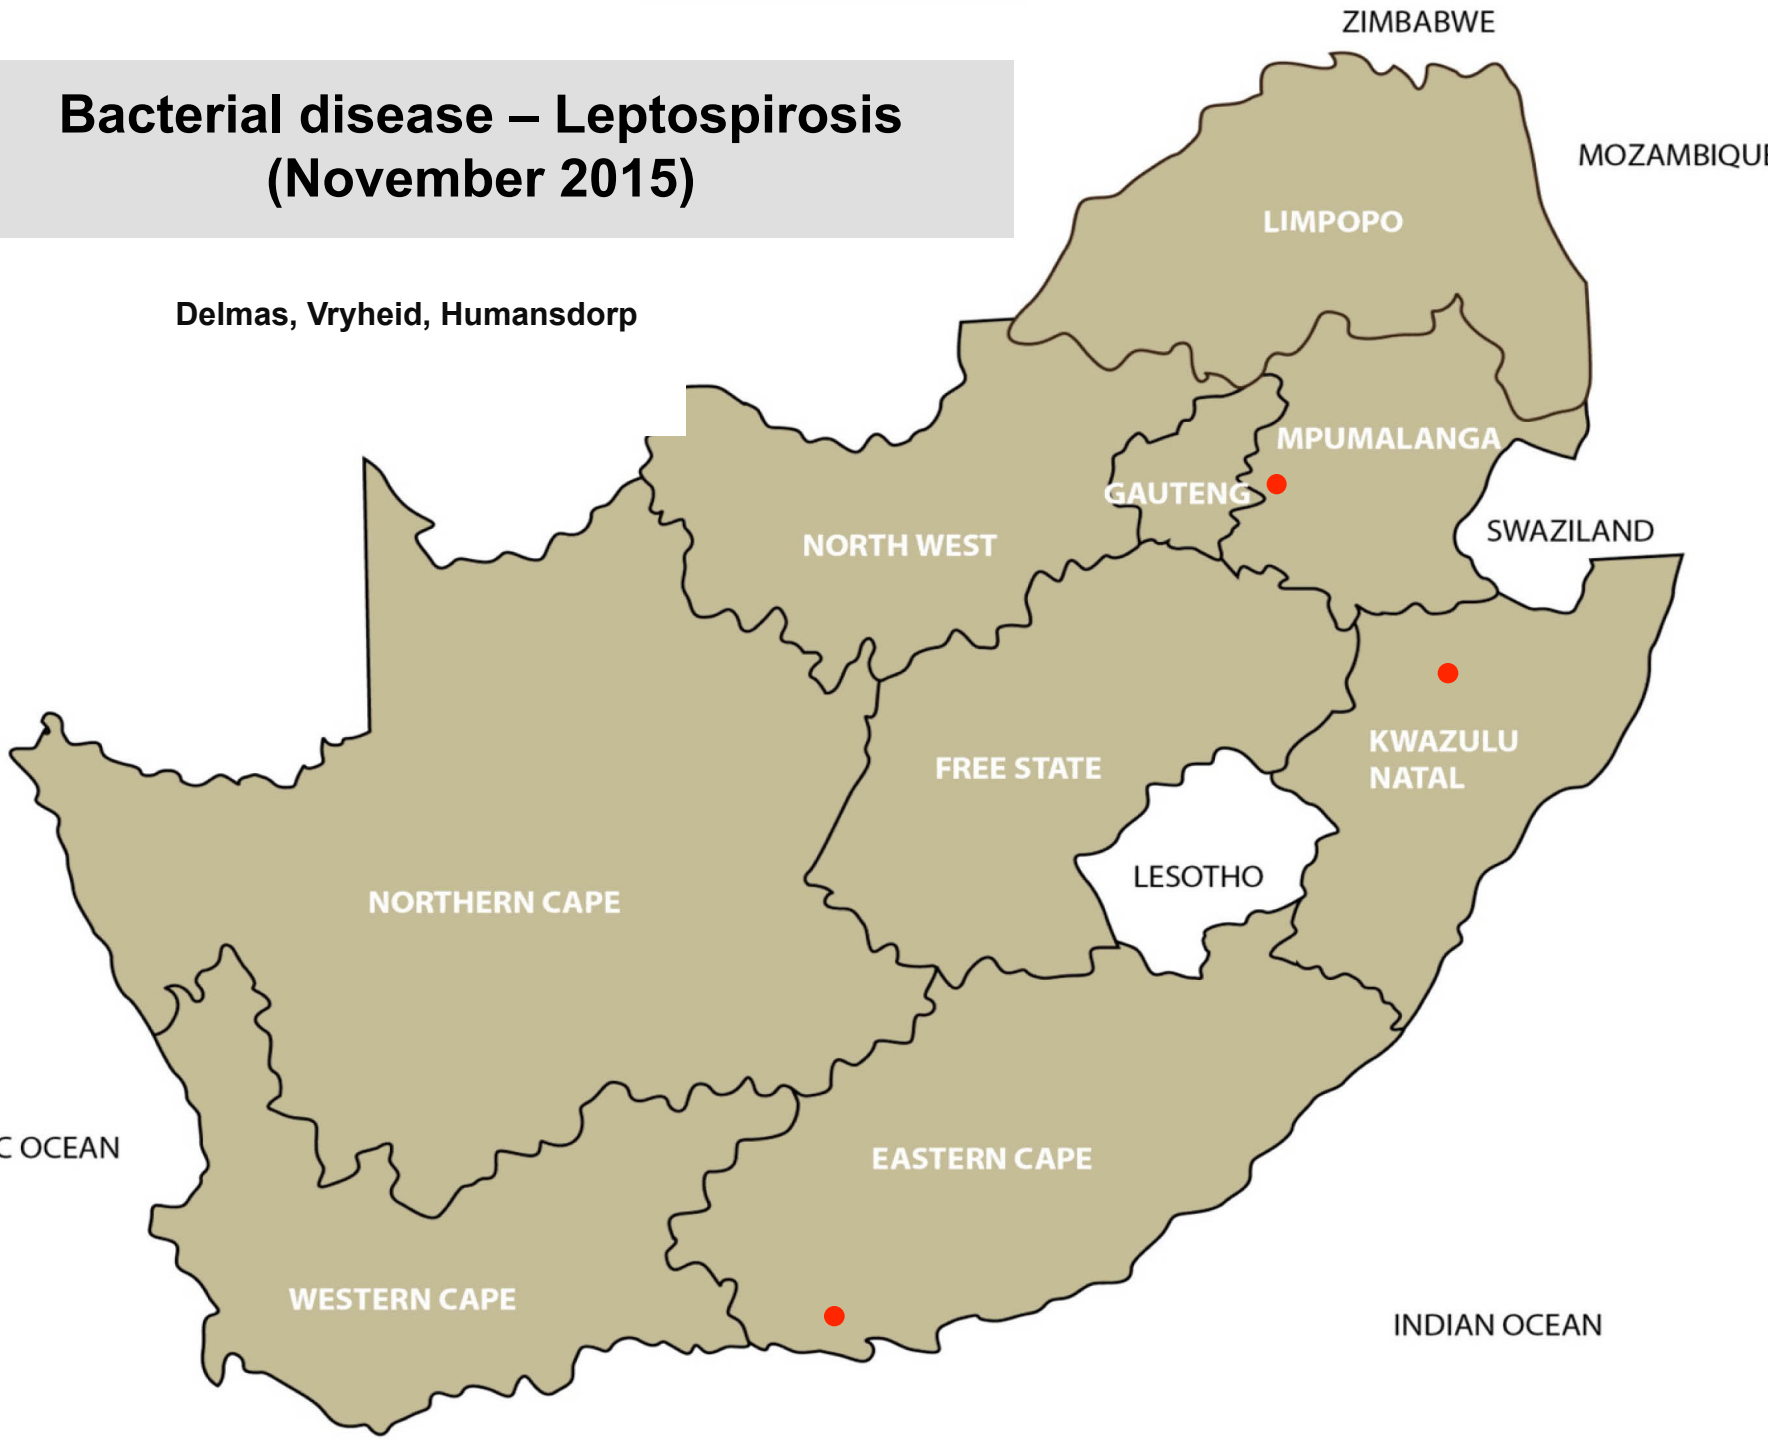 ZIMBABWE
Bacterial disease – Leptospirosis
(November 2015)
MOZAMBIQUE
LIMPOPO
Delmas, Vryheid, Humansdorp
MPUMALANGA
GAUTENG
SWAZILAND
NORTH WEST
KWAZULU
NATAL
FREE STATE
LESOTHO
NORTHERN CAPE
C OCEAN
EASTERN CAPE
WESTERN CAPE
INDIAN OCEAN